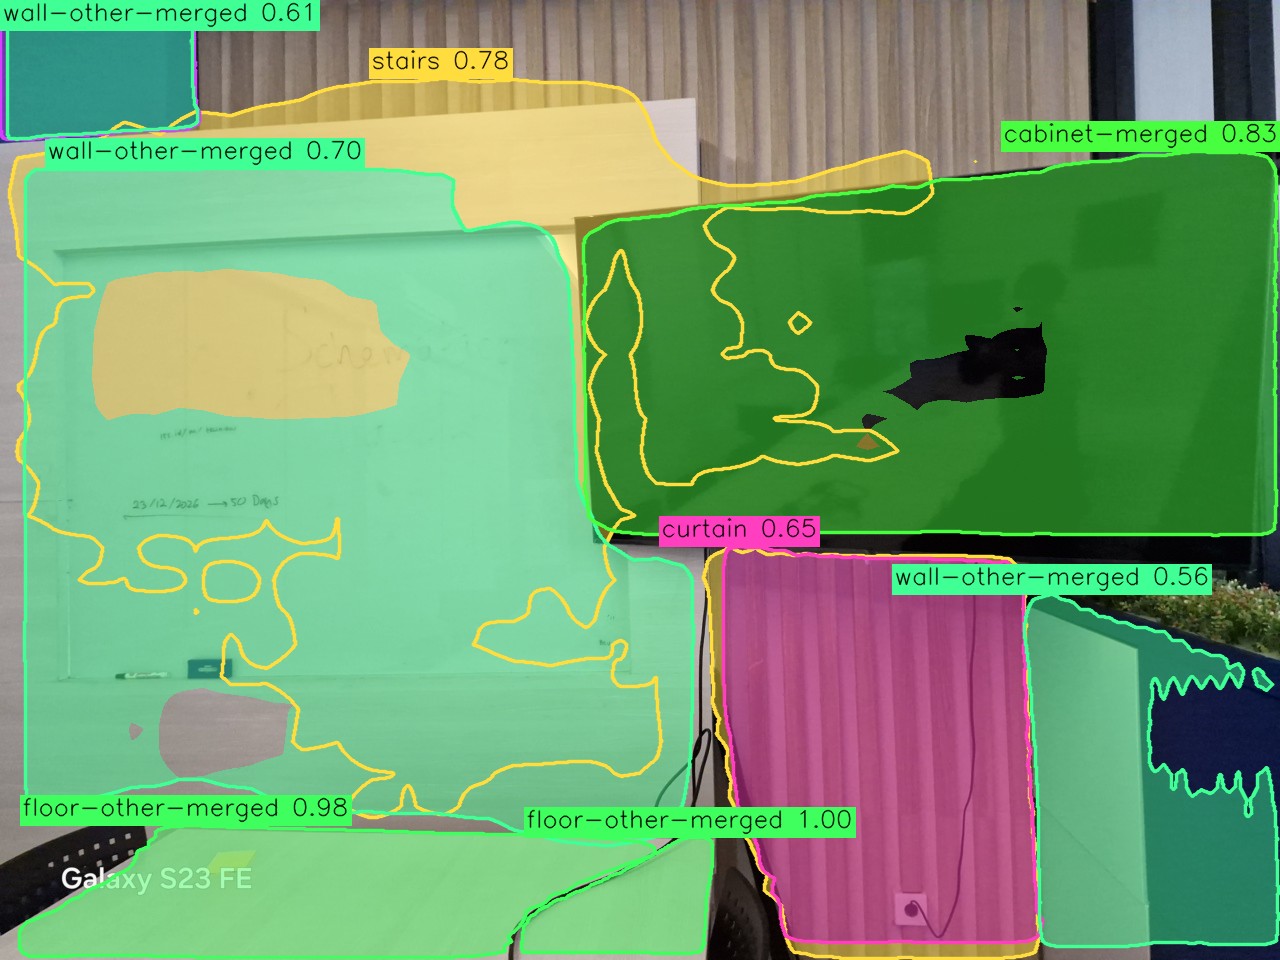 wall-other-merged 0.61
stairs 0.78
cabinet-merged 0.83
wall-other-merged 0.70
23/12/2026 → 50 Days
curtain 0.65
wall-other-merged 0.56
floor-other-merged 0.98
floor-other-merged 1.00
Galaxy S23 FE